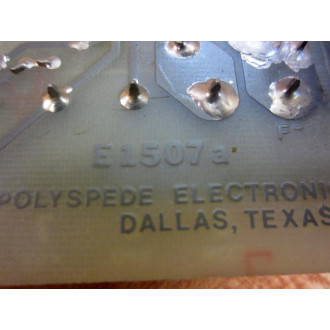 F-
E1507a
POLYSPEDE ELECTRONI
DALLAS, TEXAS